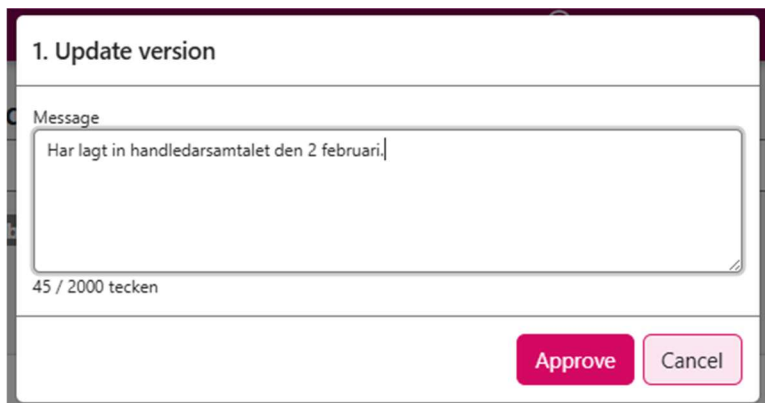 1. Update version
Message
Har lagt in handledarsamtalet den 2 februari.
45 / 2000 tecken
Approve
Cancel